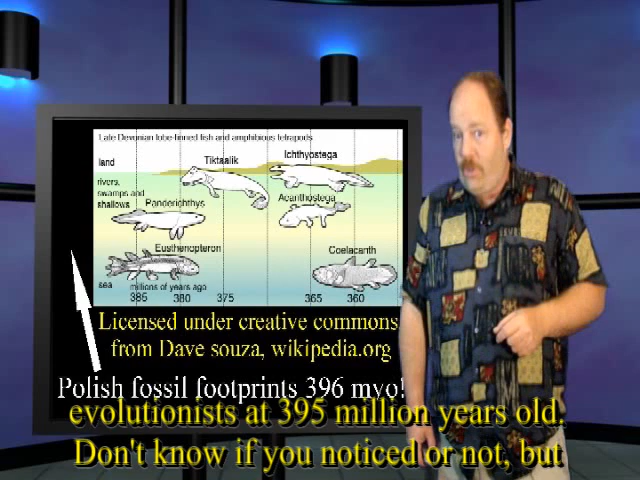 Late Devonian lobe-finned fish and amphibious tetrapods
land
Tiktaalik
Ichthyostega
rivers,
swamps and
shallows
Acanthostega
Panderichthys
Eusthenopteron
Coelacanth
sea
millions of years ago
385 380 375 365 360
Licensed under creative commons
from Dave souza, wikipedia.org
Polish fossil footprints 396 myo!
evolutionists at 395 million years old.
Don't know if you noticed or not, but